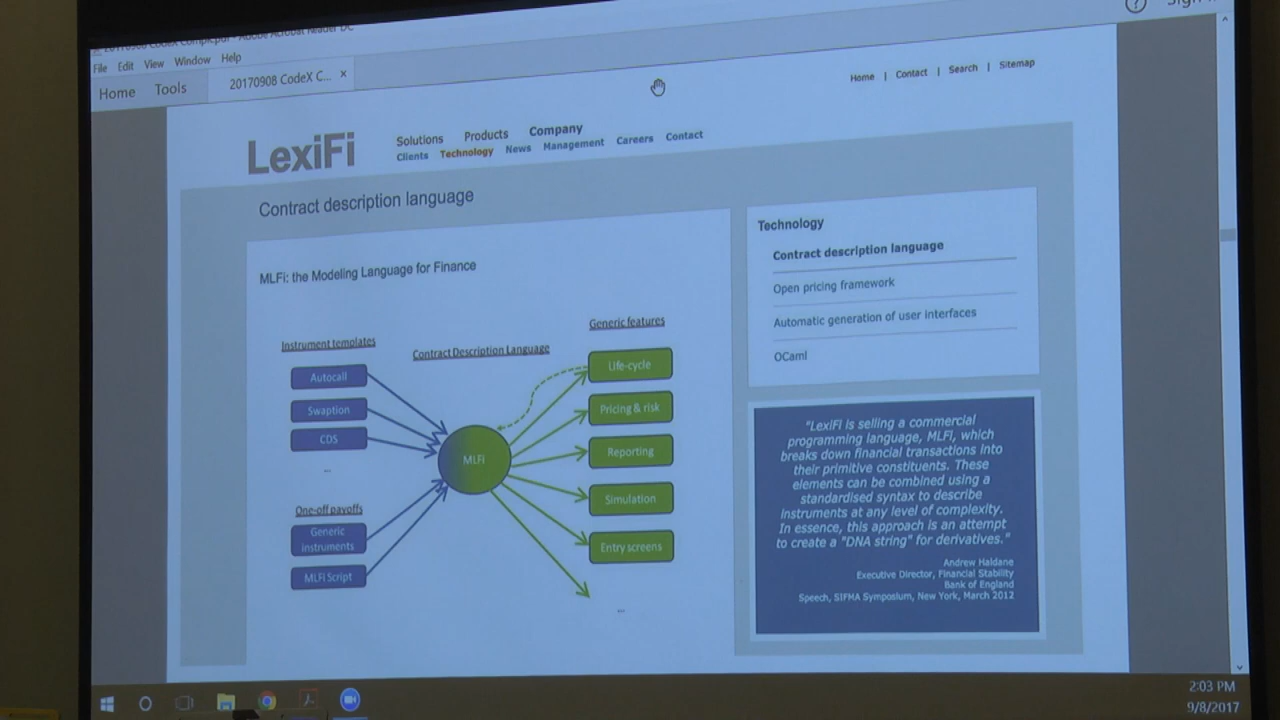 File Edit View Window Help
Home Tools 20170908 CodeX C... ×
Home | Contact | Search | Sitemap
LexiFi
Solutions Products Company
Clients Technology News Management Careers Contact
Contract description language
MLFi: the Modeling Language for Finance
Instrument templates
Autocall
Swaption
CDS
...
One-off payoffs
Generic
instruments
MLFi Script
Contract Description Language
MLFi
Generic features
Life-cycle
Pricing & risk
Reporting
Simulation
Entry screens
...
Technology
Contract description language
Open pricing framework
Automatic generation of user interfaces
OCaml
"LexiFi is selling a commercial
programming language, MLFi, which
breaks down financial transactions into
their primitive constituents. These
elements can be combined using a
standardised syntax to describe
instruments at any level of complexity.
In essence, this approach is an attempt
to create a "DNA string" for derivatives."
Andrew Haldane
Executive Director, Financial Stability
Bank of England
Speech, SIFMA Symposium, New York, March 2012
2:03 PM
9/8/2017